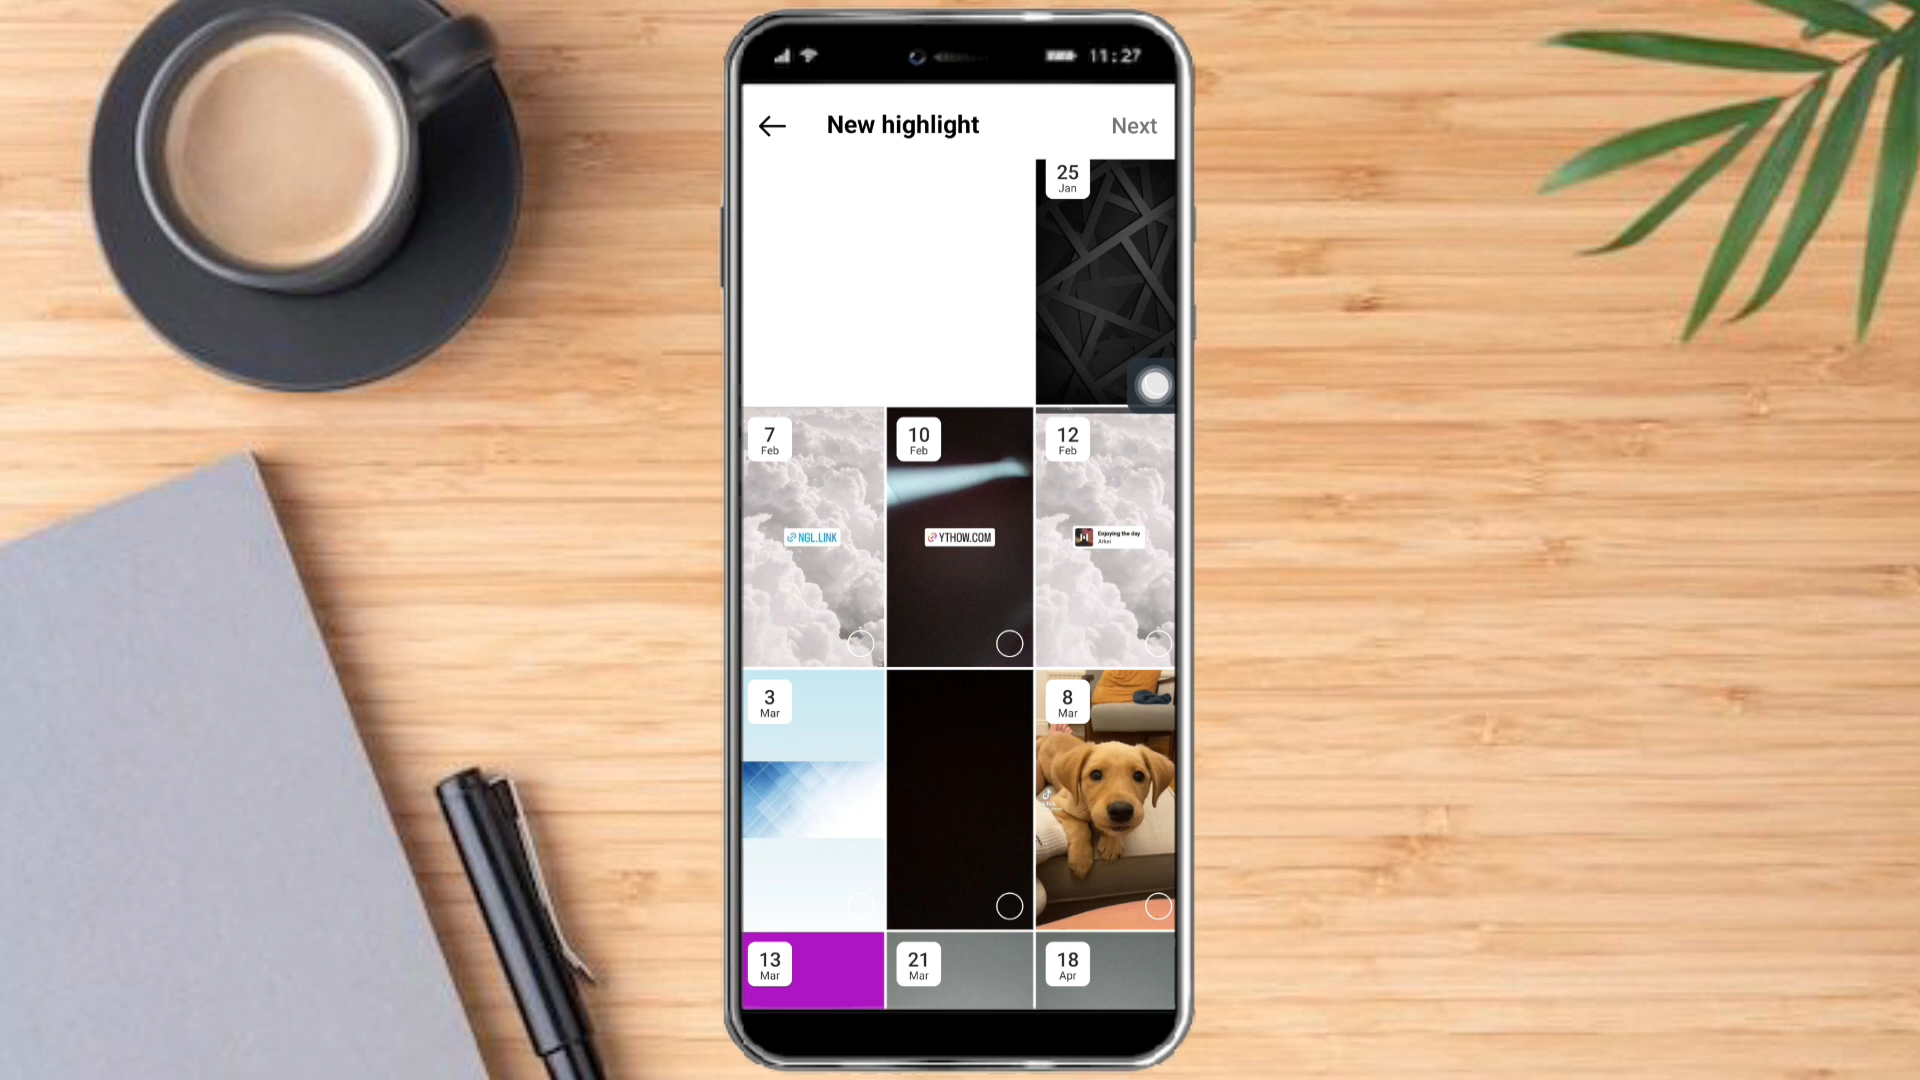 11:27
New highlight
Next
25
Jan
7
Feb
10
Feb
12
Feb
NGL.LINK
YTHOW.COM
Enjoying the day
Arkei
3
Mar
8
Mar
13
Mar
21
Mar
18
Apr